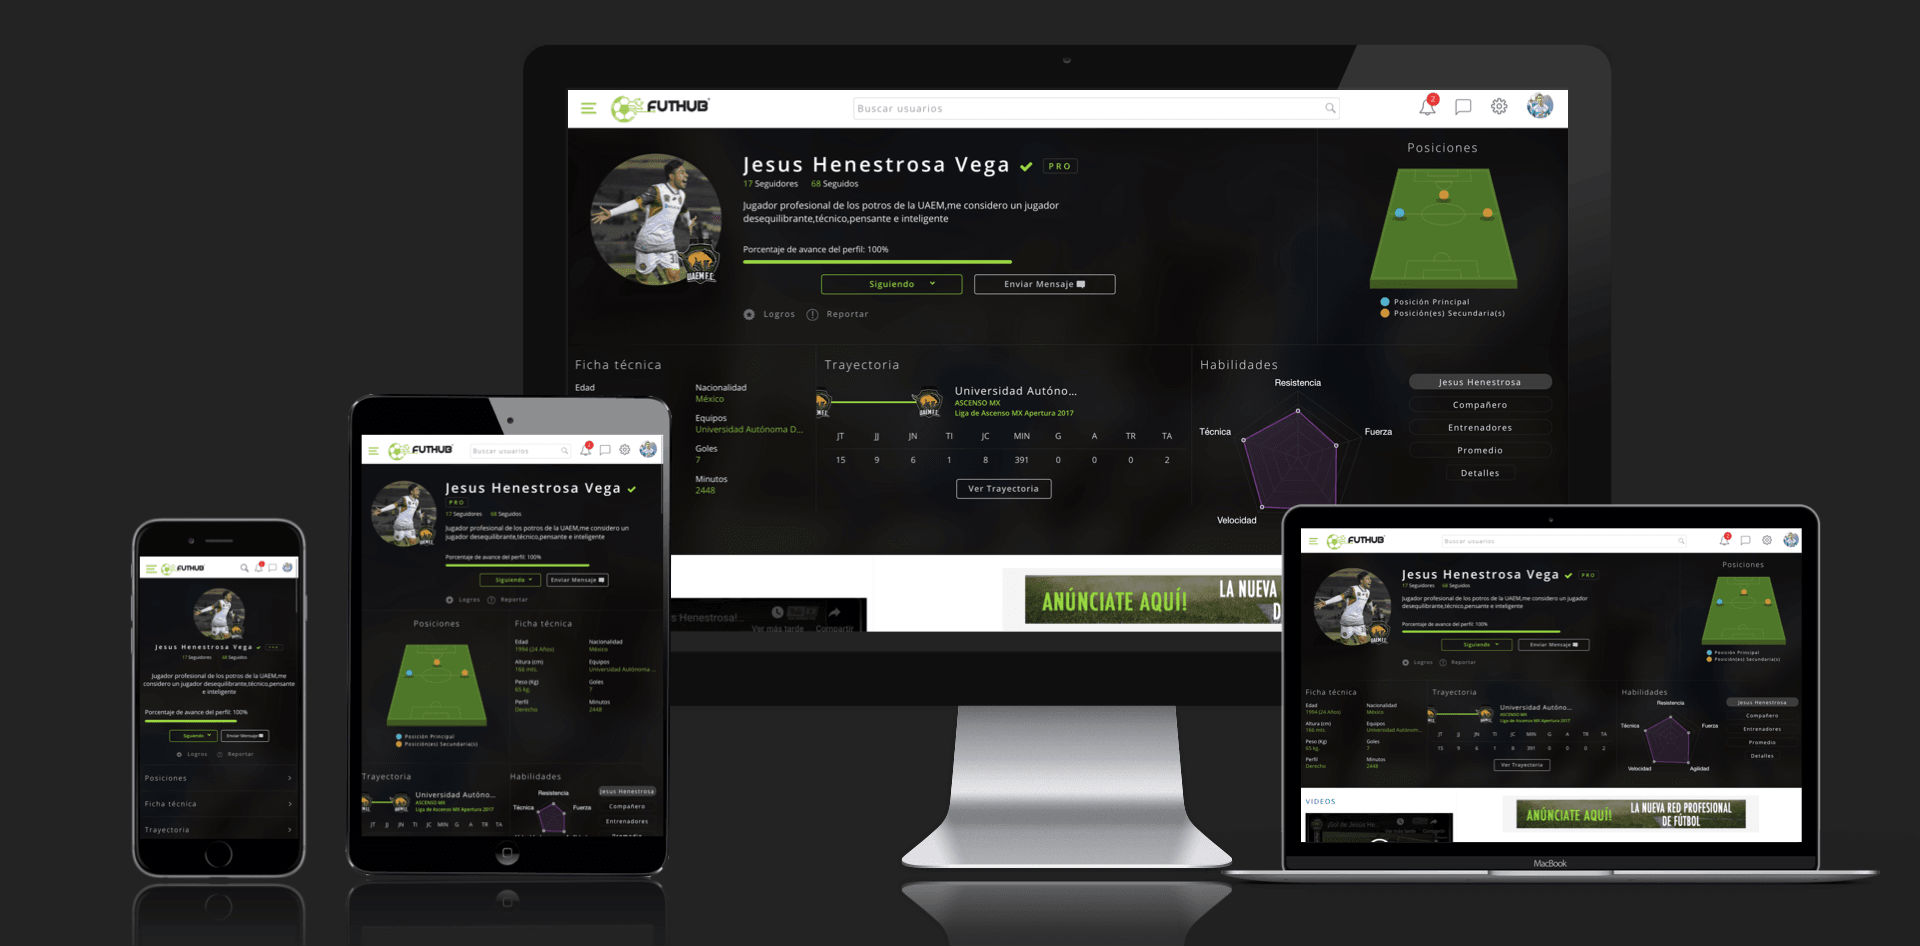 FUTHUB
Buscar usuarios
2
Jesus Henestrosa Vega PRO
17 Seguidores 68 Seguidos
Jugador profesional de los potros de la UAEM,me considero un jugador
desequilibrante,técnico,pensante e inteligente
Porcentaje de avance del perfil: 100%
Siguiendo
Enviar Mensaje
Logros
Reportar
UAEM F.C.
Posiciones
Posición Principal
Posición(es) Secundaria(s)
Ficha técnica
Edad
Nacionalidad
México
Equipos
Universidad Autónoma D...
Goles
7
Minutos
2448
Trayectoria
Universidad Autóno...
ASCENSO MX
Liga de Ascenso MX Apertura 2017
JT JJ JN TI JC MIN G A TR TA
15 9 6 1 8 391 0 0 0 2
Ver Trayectoria
Habilidades
Resistencia
Técnica
Fuerza
Velocidad
Jesus Henestrosa
Compañero
Entrenadores
Promedio
Detalles
s Henestrosa!...
Ver más tarde
Compartir
ANÚNCIATE AQUÍ!
LA NUEVA
D
FUTHUB
Buscar usuarios
2
Jesus Henestrosa Vega
PRO
17 Seguidores 68 Seguidos
Jugador profesional de los potros de la UAEM,me considero un
jugador desequilibrante,técnico,pensante e inteligente
Porcentaje de avance del perfil: 100%
Siguiendo
Enviar Mensaje
Logros
Reportar
Posiciones
Posición Principal
Posición(es) Secundaria(s)
Ficha técnica
Edad
1994 (24 Años)
Altura (cm)
166 mts.
Peso (Kg)
65 kg.
Perfil
Derecho
Nacionalidad
México
Equipos
Universidad Autónoma ...
Goles
7
Minutos
2448
Trayectoria
Universidad Autóno...
ASCENSO MX
Liga de Ascenso MX Apertura 2017
JT JJ JN TI JC MIN G A TR TA
Habilidades
Resistencia
Técnica
Fuerza
Jesus Henestrosa
Compañero
Entrenadores
Promedio
FUTHUB
Jesus Henestrosa Vega
17 Seguidores 68 Seguidos
Jugador profesional de los potros de la UAEM,me
considero un jugador desequilibrante,técnico,pensante
e inteligente
Porcentaje de avance del perfil: 100%
Siguiendo
Enviar Mensaje
Logros
Reportar
Posiciones
Ficha técnica
Trayectoria
FUTHUB
Buscar usuarios
2
Jesus Henestrosa Vega PRO
17 Seguidores 68 Seguidos
Jugador profesional de los potros de la UAEM,me considero un jugador
desequilibrante,técnico,pensante e inteligente
Porcentaje de avance del perfil: 100%
Siguiendo
Enviar Mensaje
Logros
Reportar
Posiciones
Posición Principal
Posición(es) Secundaria(s)
Ficha técnica
Edad
1994 (24 Años)
Altura (cm)
166 mts.
Peso (Kg)
65 kg.
Perfil
Derecho
Nacionalidad
México
Equipos
Universidad Autónom...
Goles
7
Minutos
2448
Trayectoria
Universidad Autóno...
ASCENSO MX
Liga de Ascenso MX Apertura 2017
JT JJ JN TI JC MIN G A TR TA
15 9 6 1 8 391 0 0 0 2
Ver Trayectoria
Habilidades
Resistencia
Técnica
Fuerza
Velocidad
Agilidad
Jesus Henestrosa
Compañero
Entrenadores
Promedio
Detalles
VIDEOS
¡Gol de Jesús He...
Ver más tarde
Compartir
ANÚNCIATE AQUÍ!
LA NUEVA RED PROFESIONAL
DE FÚTBOL
MacBook